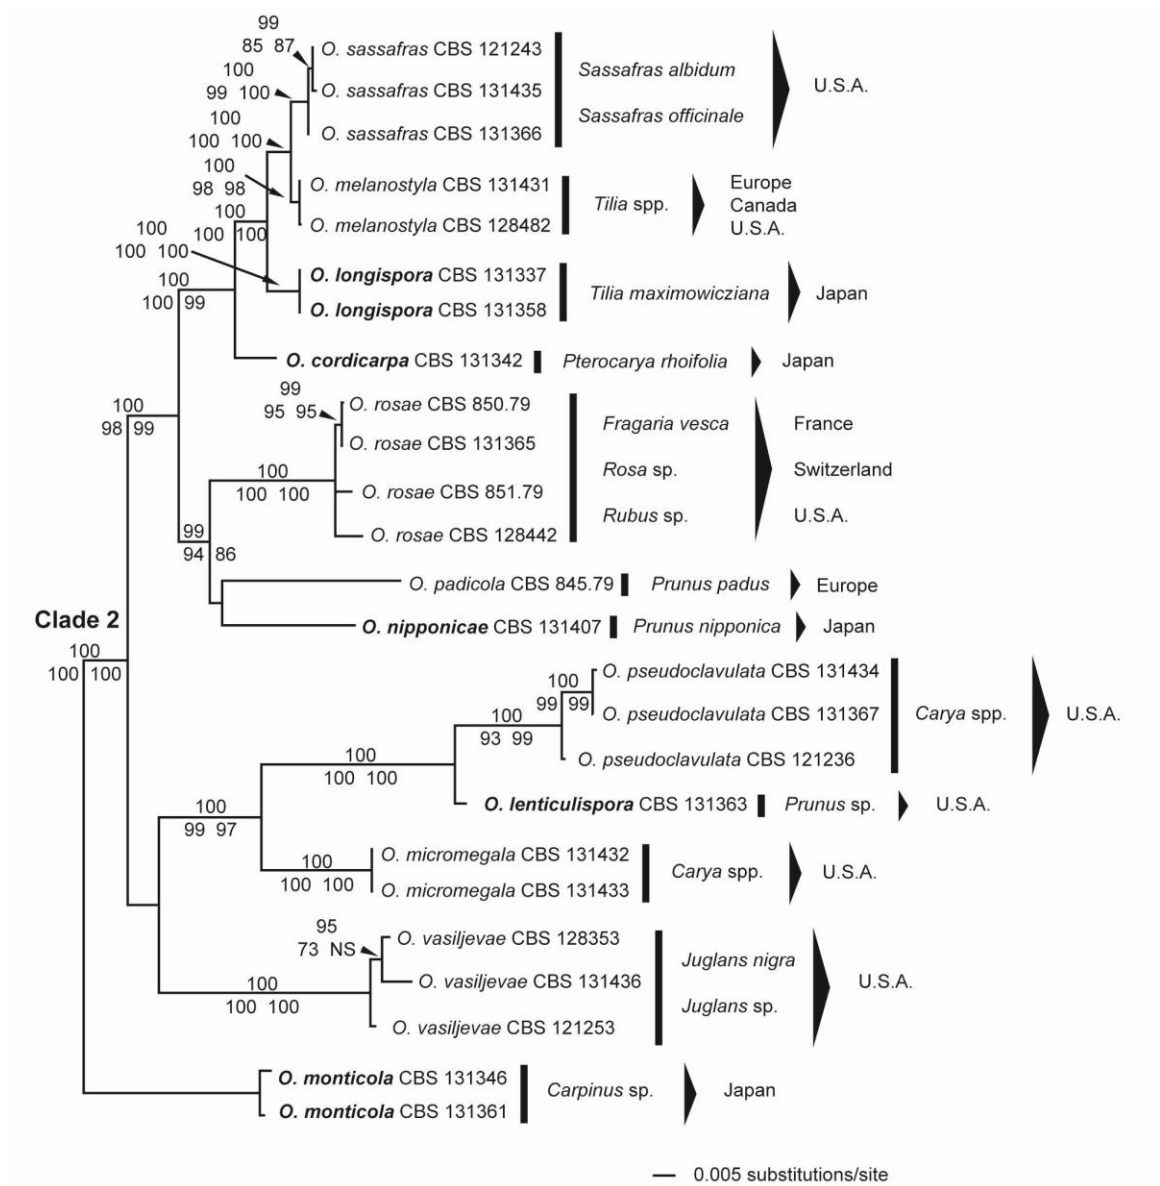 99
85 87
O. sassafras CBS 121243
Sassafras albidum
U.S.A.
100
99 100
O. sassafras CBS 131435
Sassafras officinale
100
100 100
O. sassafras CBS 131366
100
98 98
O. melanostyla CBS 131431
Tilia spp.
Europe
Canada
U.S.A.
100
100 100
O. melanostyla CBS 128482
100
100 100
O. longispora CBS 131337
Tilia maximowicziana
Japan
O. longispora CBS 131358
100
100 99
O. cordicarpa CBS 131342
Pterocarya rhoifolia
Japan
99
95 95
O. rosae CBS 850.79
Fragaria vesca
France
100
98 99
O. rosae CBS 131365
Rosa sp.
Switzerland
100
100 100
O. rosae CBS 851.79
Rubus sp.
U.S.A.
O. rosae CBS 128442
99
94 86
O. padicola CBS 845.79
Prunus padus
Europe
Clade 2
O. nipponicae CBS 131407
Prunus nipponica
Japan
100
100 100
O. pseudoclavulata CBS 131434
100
99 99
O. pseudoclavulata CBS 131367
Carya spp.
U.S.A.
100
93 99
O. pseudoclavulata CBS 121236
100
100 100
O. lenticulispora CBS 131363
Prunus sp.
U.S.A.
100
99 97
O. micromegala CBS 131432
Carya spp.
U.S.A.
100
100 100
O. micromegala CBS 131433
95
73 NS
O. vasiljevae CBS 128353
Juglans nigra
U.S.A.
O. vasiljevae CBS 131436
Juglans sp.
100
100 100
O. vasiljevae CBS 121253
O. monticola CBS 131346
Carpinus sp.
Japan
O. monticola CBS 131361
0.005 substitutions/site